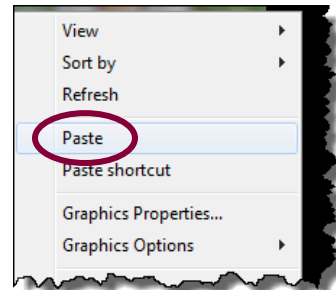 View
Sort by
Refresh
Paste
Paste shortcut
Graphics Properties...
Graphics Options